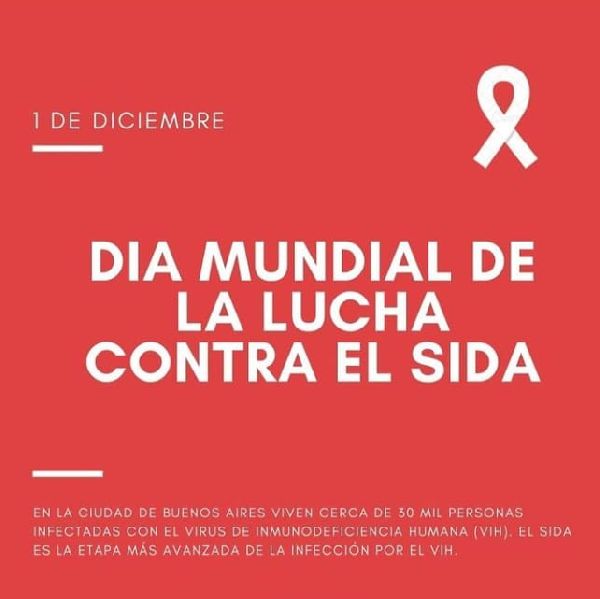 1 DE DICIEMBRE
DIA MUNDIAL DE
LA LUCHA
CONTRA EL SIDA
EN LA CIUDAD DE BUENOS AIRES VIVEN CERCA DE 30 MIL PERSONAS
INFECTADAS CON EL VIRUS DE INMUNODEFICIENCIA HUMANA (VIH). EL SIDA
ES LA ETAPA MÁS AVANZADA DE LA INFECCIÓN POR EL VIH.